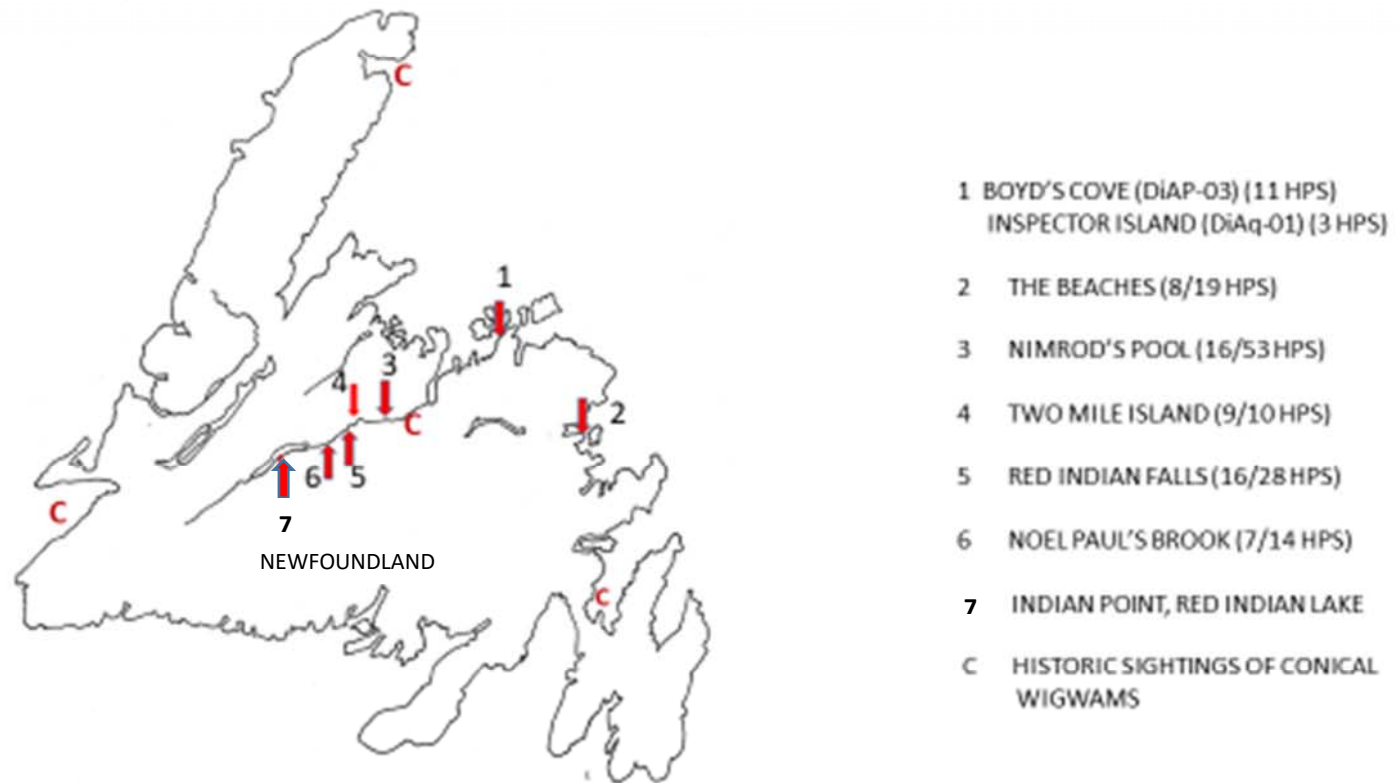 C
1
3
4
C
2
6
5
C
7
NEWFOUNDLAND
C
1 BOYD'S COVE (DiAP-03) (11 HPS)
INSPECTOR ISLAND (DiAq-01) (3 HPS)
2 THE BEACHES (8/19 HPS)
3 NIMROD'S POOL (16/53 HPS)
4 TWO MILE ISLAND (9/10 HPS)
5 RED INDIAN FALLS (16/28 HPS)
6 NOEL PAUL'S BROOK (7/14 HPS)
7 INDIAN POINT, RED INDIAN LAKE
C HISTORIC SIGHTINGS OF CONICAL
WIGWAMS